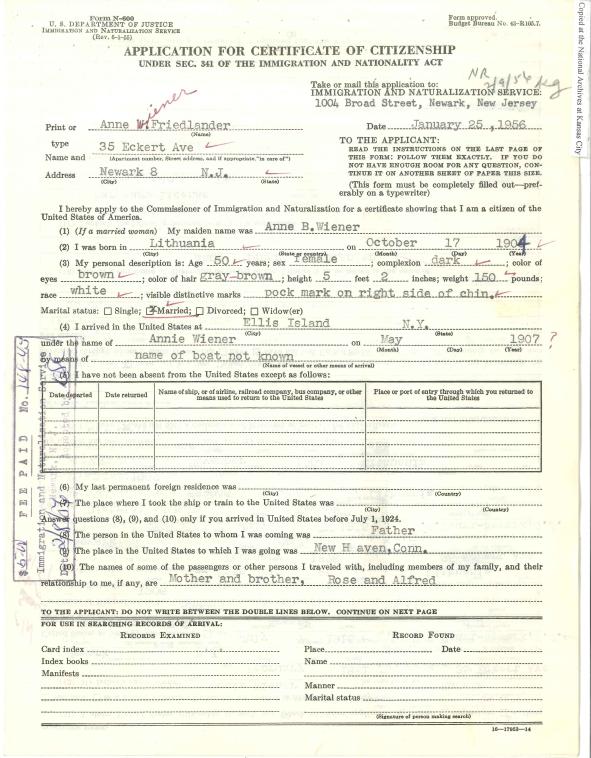 Form N-600
U. S. DEPARTMENT OF JUSTICE
IMMIGRATION AND NATURALIZATION SERVICE
(Rev. 6-1-55)
Form approved.
Budget Bureau No. 43-R105.7.
APPLICATION FOR CERTIFICATE OF CITIZENSHIP
UNDER SEC. 341 OF THE IMMIGRATION AND NATIONALITY ACT
NR
2/9/56
Take or mail this application to:
IMMIGRATION AND NATURALIZATION SERVICE:
1004 Broad Street, Newark, New Jersey
Wiener
Print or Anne W.Friedlander
(Name)
Date January 25 ,1956
type 35 Eckert Ave
Name and (Apartment number, Street address, and if appropriate, "in care of")
Address Newark 8 N.J.
(City) (State)
TO THE APPLICANT:
READ THE INSTRUCTIONS ON THE LAST PAGE OF
THIS FORM: FOLLOW THEM EXACTLY. IF YOU DO
NOT HAVE ENOUGH ROOM FOR ANY QUESTION, CON-
TINUE IT ON ANOTHER SHEET OF PAPER THIS SIZE.
(This form must be completely filled out—pref-
erably on a typewriter)
I hereby apply to the Commissioner of Immigration and Naturalization for a certificate showing that I am a citizen of the
United States of America.
(1) (If a married woman) My maiden name was Anne B.Wiener
(2) I was born in Lithuania on October 17 1904
(City) (State or country) (Month) (Day) (Year)
(3) My personal description is: Age 50 years; sex female; complexion dark; color of
eyes brown; color of hair gray-brown; height 5 feet 2 inches; weight 150 pounds;
race white; visible distinctive marks pock mark on right side of chin.
Marital status: Single; Married; Divorced; Widow(er)
(4) I arrived in the United States at Ellis Island N.Y.
(City) (State)
under the name of Annie Wiener on May 1907 ?
(Month) (Day) (Year)
by means of name of boat not known
(Name of vessel or other means of arrival)
(5) I have not been absent from the United States except as follows:
Date departed Date returned Name of ship, or of airline, railroad company, bus company, or other means used to return to the United States Place or port of entry through which you returned to the United States
(6) My last permanent foreign residence was
(City) (Country)
(7) The place where I took the ship or train to the United States was
(City) (Country)
Answer questions (8), (9), and (10) only if you arrived in United States before July 1, 1924.
(8) The person in the United States to whom I was coming was Father
(9) The place in the United States to which I was going was New H aven,Conn.
(10) The names of some of the passengers or other persons I traveled with, including members of my family, and their
relationship to me, if any, are Mother and brother, Rose and Alfred
TO THE APPLICANT: DO NOT WRITE BETWEEN THE DOUBLE LINES BELOW. CONTINUE ON NEXT PAGE
FOR USE IN SEARCHING RECORDS OF ARRIVAL:
RECORDS EXAMINED
RECORD FOUND
Card index
Place Date
Index books
Name
Manifests
Manner
Marital status
(Signature of person making search)
16—17963—14
FEE PAID No.
Immigration and Naturalization Service
Newark, N. J.
Date Accepted by
Copied at the National Archives at Kansas City